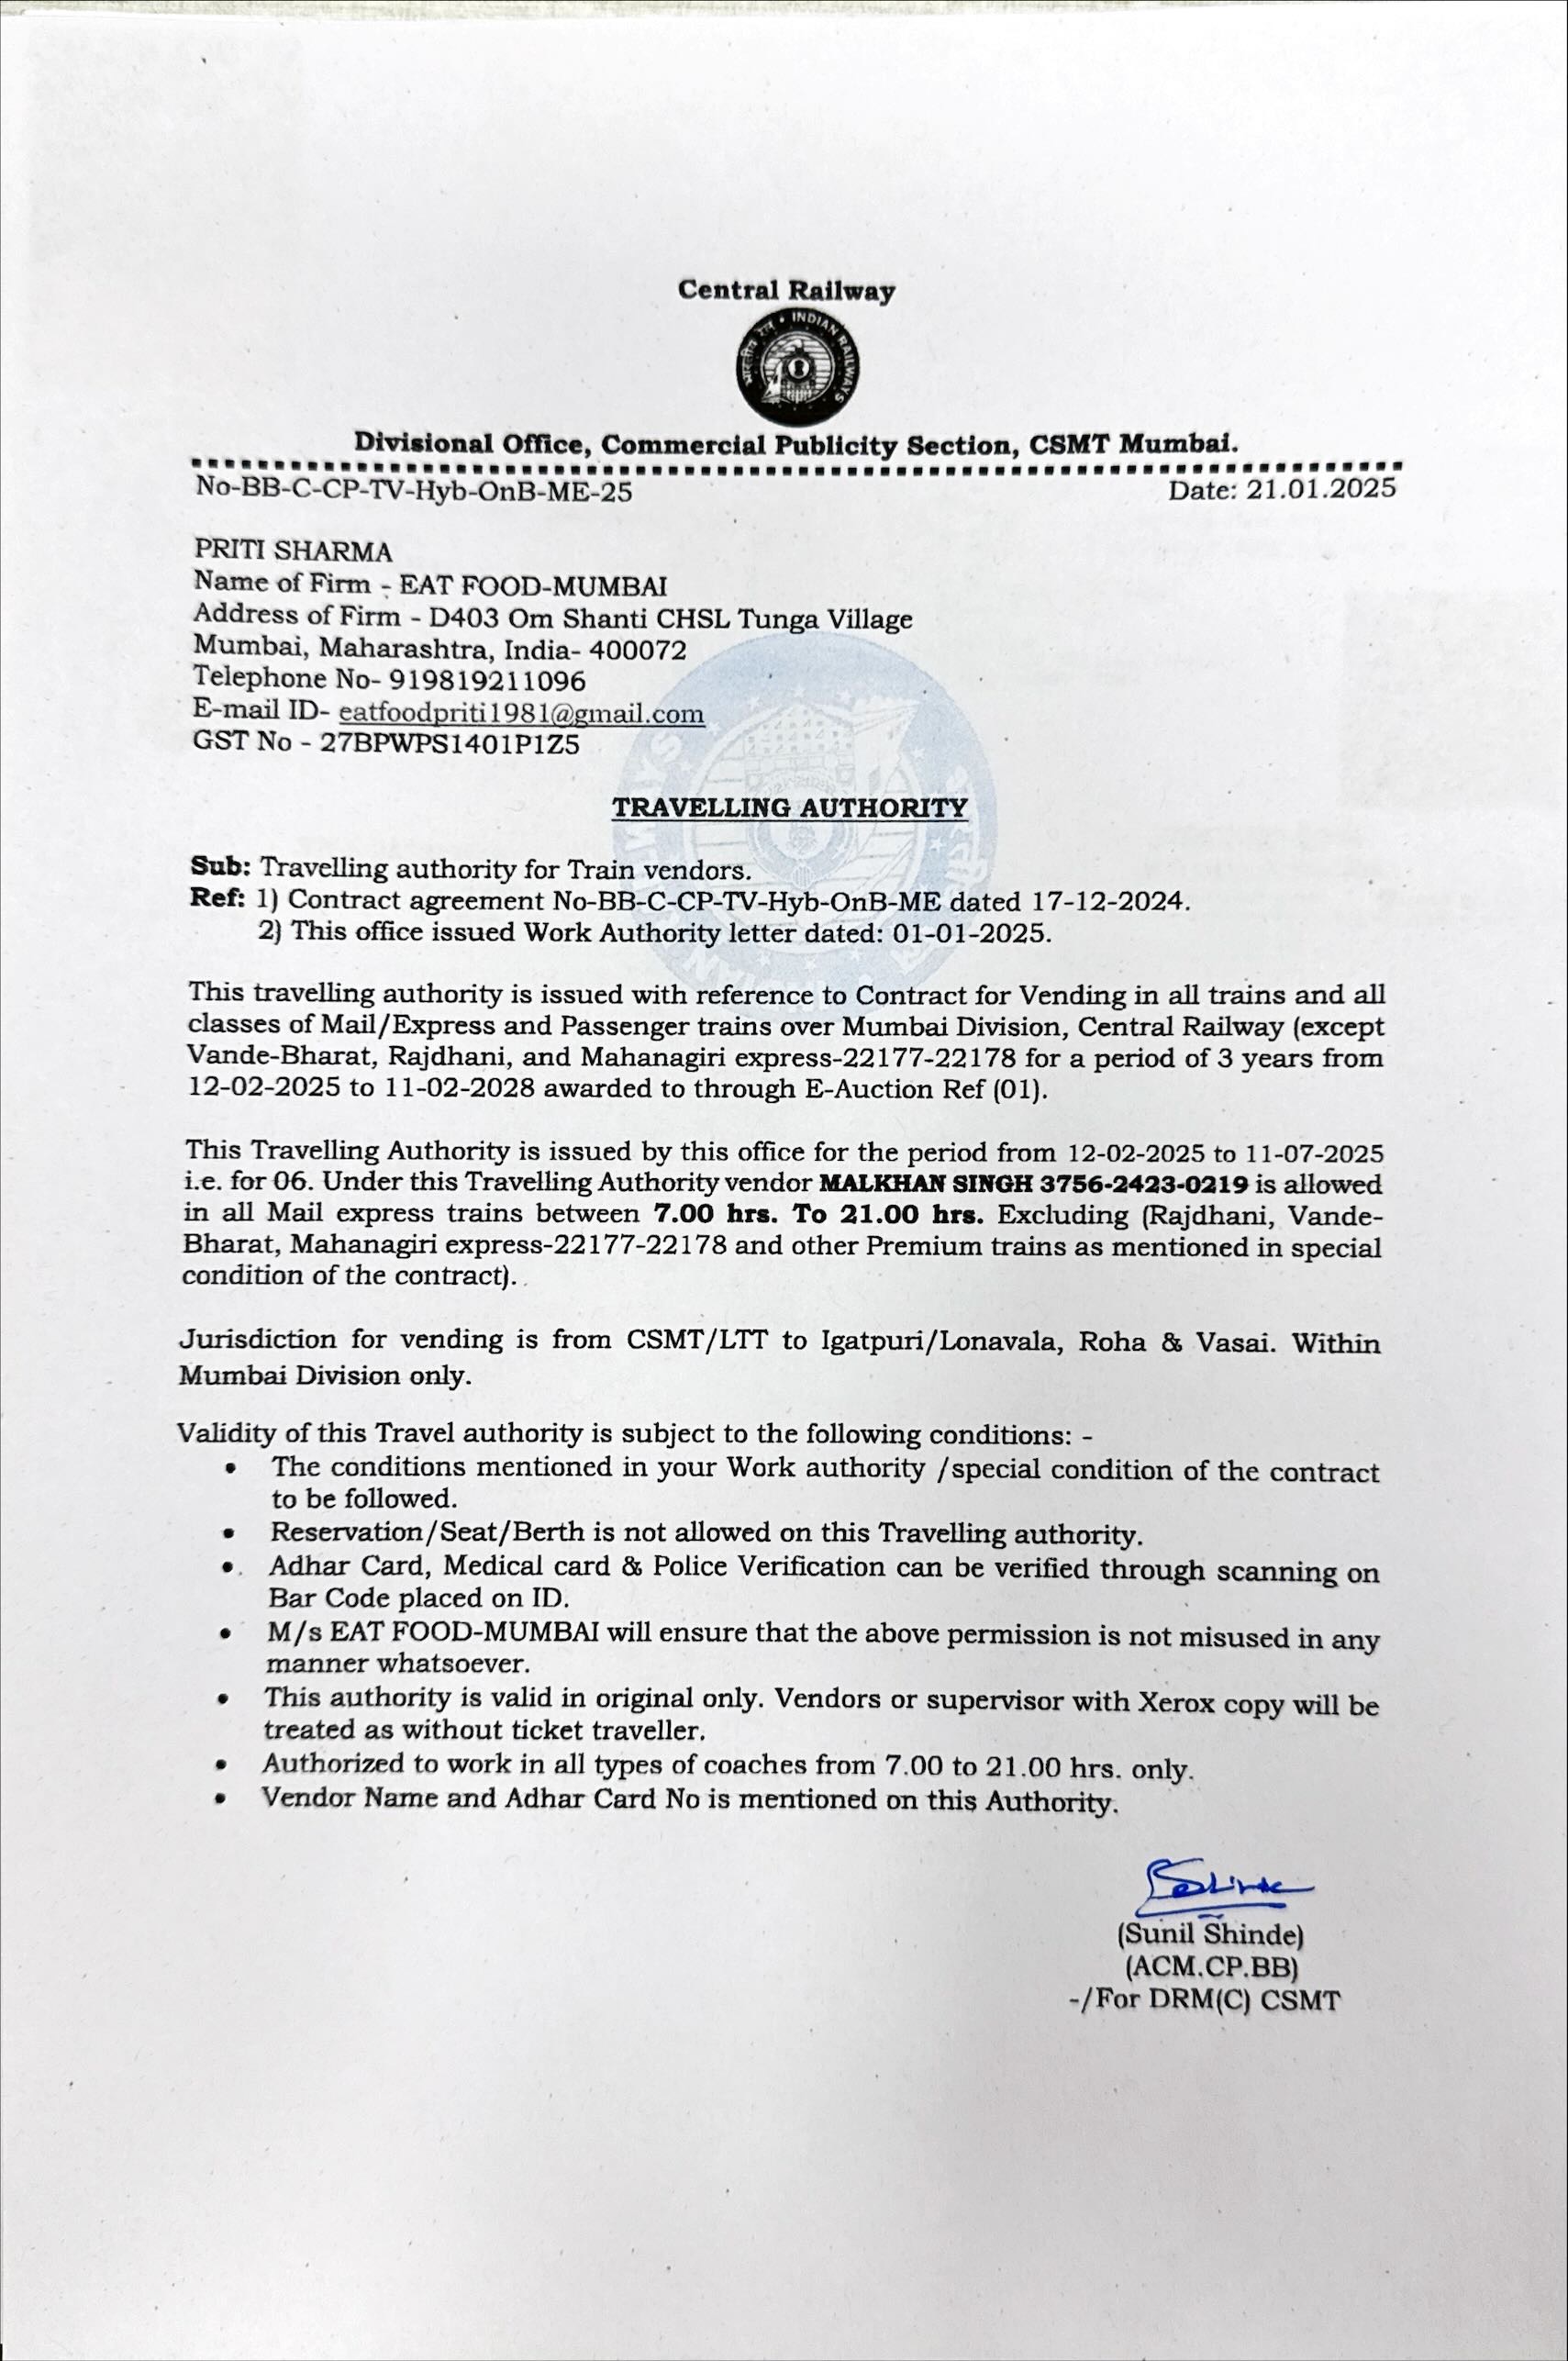 Central Railway
भारतीय रेल • INDIAN RAILWAYS
Divisional Office, Commercial Publicity Section, CSMT Mumbai.
No-BB-C-CP-TV-Hyb-OnB-ME-25 Date: 21.01.2025
PRITI SHARMA
Name of Firm - EAT FOOD-MUMBAI
Address of Firm - D403 Om Shanti CHSL Tunga Village
Mumbai, Maharashtra, India- 400072
Telephone No- 919819211096
E-mail ID- eatfoodpriti1981@gmail.com
GST No - 27BPWPS1401P1Z5
TRAVELLING AUTHORITY
Sub: Travelling authority for Train vendors.
Ref: 1) Contract agreement No-BB-C-CP-TV-Hyb-OnB-ME dated 17-12-2024.
2) This office issued Work Authority letter dated: 01-01-2025.
This travelling authority is issued with reference to Contract for Vending in all trains and all
classes of Mail/Express and Passenger trains over Mumbai Division, Central Railway (except
Vande-Bharat, Rajdhani, and Mahanagiri express-22177-22178 for a period of 3 years from
12-02-2025 to 11-02-2028 awarded to through E-Auction Ref (01).
This Travelling Authority is issued by this office for the period from 12-02-2025 to 11-07-2025
i.e. for 06. Under this Travelling Authority vendor MALKHAN SINGH 3756-2423-0219 is allowed
in all Mail express trains between 7.00 hrs. To 21.00 hrs. Excluding (Rajdhani, Vande-
Bharat, Mahanagiri express-22177-22178 and other Premium trains as mentioned in special
condition of the contract).
Jurisdiction for vending is from CSMT/LTT to Igatpuri/Lonavala, Roha & Vasai. Within
Mumbai Division only.
Validity of this Travel authority is subject to the following conditions: -
• The conditions mentioned in your Work authority /special condition of the contract
to be followed.
• Reservation/Seat/Berth is not allowed on this Travelling authority.
• Adhar Card, Medical card & Police Verification can be verified through scanning on
Bar Code placed on ID.
• M/s EAT FOOD-MUMBAI will ensure that the above permission is not misused in any
manner whatsoever.
• This authority is valid in original only. Vendors or supervisor with Xerox copy will be
treated as without ticket traveller.
• Authorized to work in all types of coaches from 7.00 to 21.00 hrs. only.
• Vendor Name and Adhar Card No is mentioned on this Authority.
(Sunil Shinde)
(ACM.CP.BB)
-/For DRM(C) CSMT